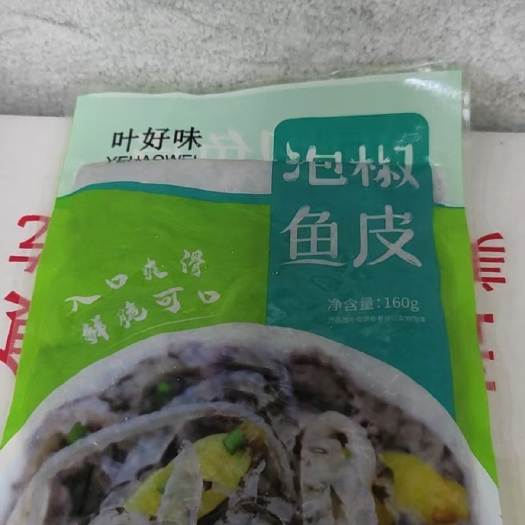 叶好味
YEHAOWEI
泡椒
鱼皮
入口爽滑
鲜脆可口
净含量:160g